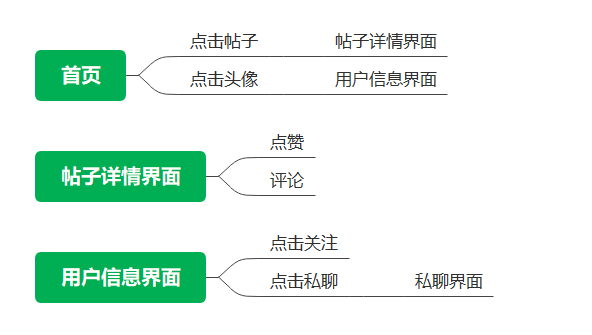 首页
点击帖子
帖子详情界面
点击头像
用户信息界面
帖子详情界面
点赞
评论
用户信息界面
点击关注
点击私聊
私聊界面